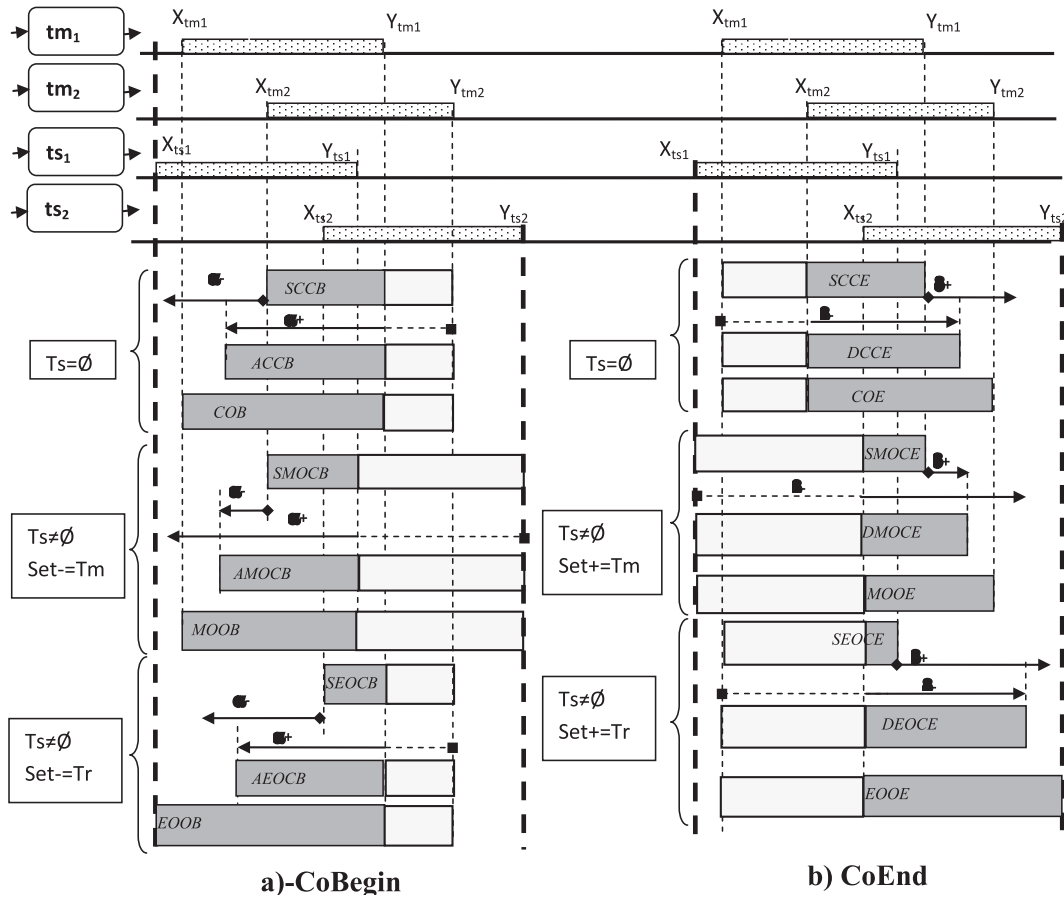 tm1
Xtm1
Ytm1
Xtm1
Ytm1
tm2
Xtm2
Ytm2
Xtm2
Ytm2
ts1
Xts1
Yts1
Xts1
Yts1
ts2
Xts2
Yts2
Xts2
Yts2
Ts=Ø
SCCB
ACCB
COB
Ts≠Ø
Set-=Tm
SMOCB
AMOCB
MOOB
Ts≠Ø
Set-=Tr
SEOCB
AEOCB
EOOB
a)-CoBegin
Ts=Ø
SCCE
DCCE
COE
Ts≠Ø
Set+=Tm
SMOCE
DMOCE
MOOE
Ts≠Ø
Set+=Tr
SEOCE
DEOCE
EOOE
b) CoEnd